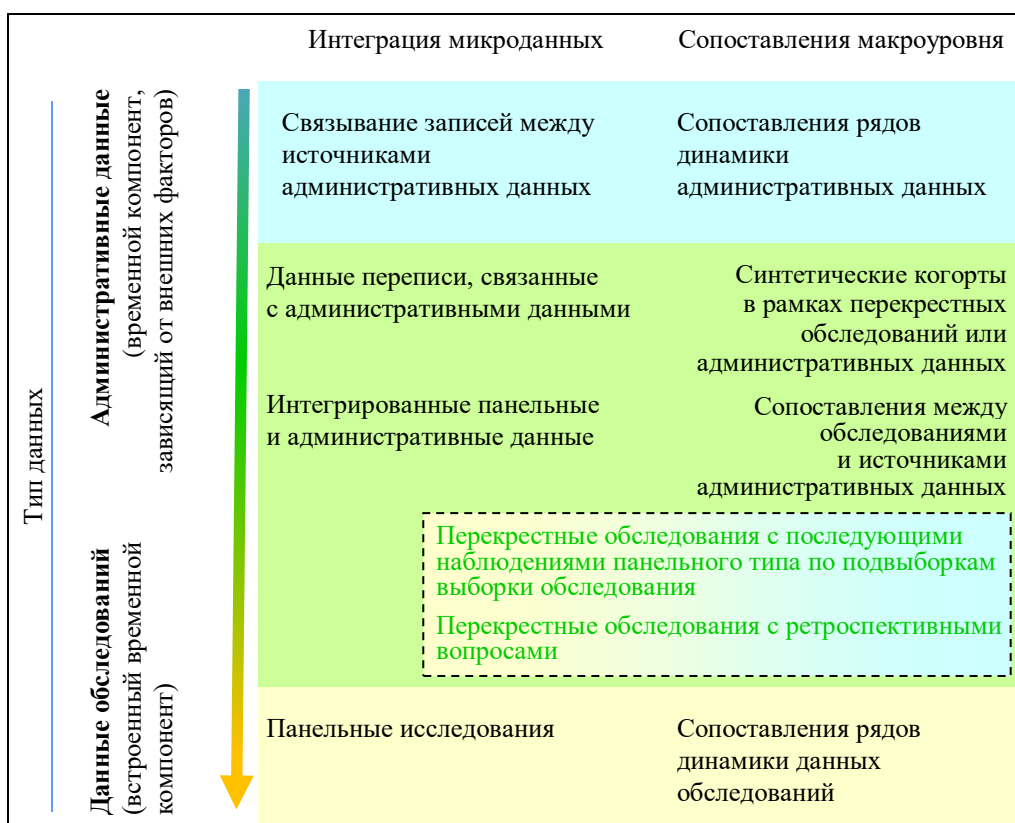 Интеграция микроданных
Сопоставления макроуровня
Тип данных
Административные данные
(временной компонент,
зависящий от внешних факторов)
Связывание записей между
источниками
административных данных
Сопоставления рядов
динамики
административных данных
Данные переписи, связанные
с административными данными
Синтетические когорты
в рамках перекрестных
обследований или
административных данных
Интегрированные панельные
и административные данные
Сопоставления между
обследованиями
и источниками
административных данных
Перекрестные обследования с последующими
наблюдениями панельного типа по подвыборкам
выборки обследования
Перекрестные обследования с ретроспективными
вопросами
Данные обследований
(встроенный временной
компонент)
Панельные исследования
Сопоставления рядов
динамики данных
обследований